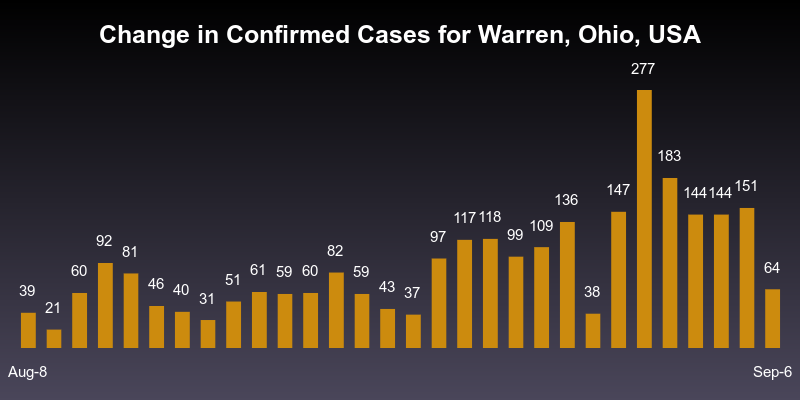 Change in Confirmed Cases for Warren, Ohio, USA
39 21 60 92 81 46 40 31 51 61 59 60 82 59 43 37 97 117 118 99 109 136 38 147 277 183 144 144 151 64
Aug-8 Sep-6